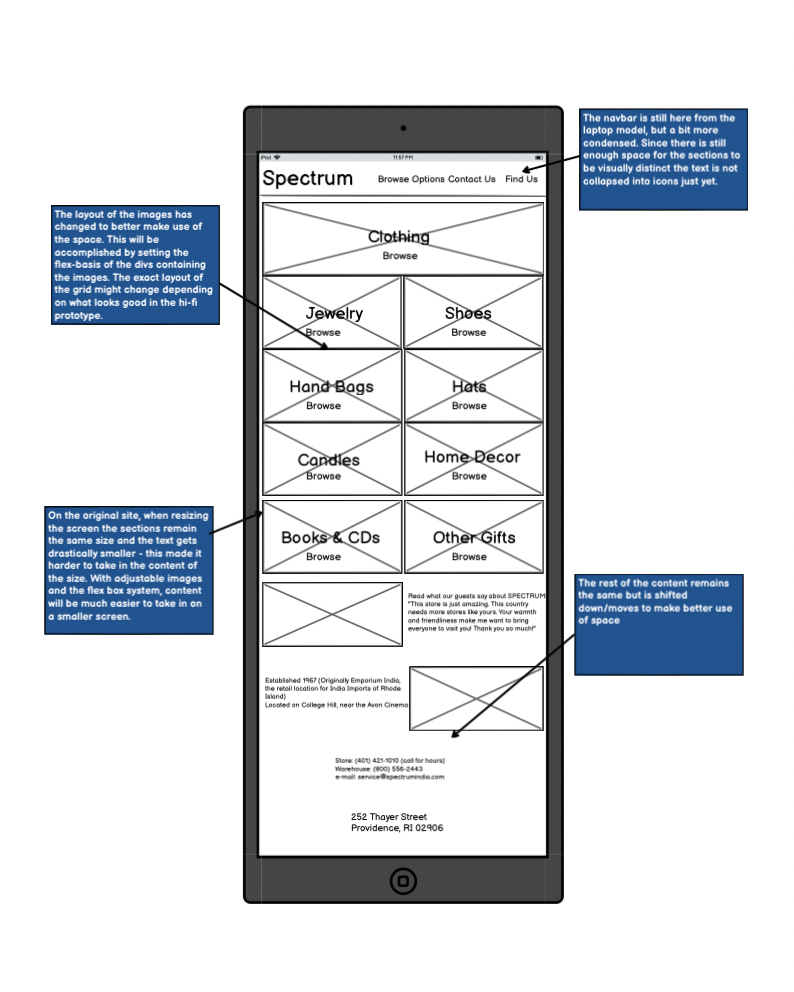 The navbar is still here from the
laptop model, but a bit more
condensed. Since there is still
enough space for the sections to
be visually distinct the text is not
collapsed into icons just yet.
iPad
11:57 PM
Spectrum
Browse Options Contact Us Find Us
The layout of the images has
changed to better make use of
the space. This will be
accomplished by setting the
flex-basis of the divs containing
the images. The exact layout of
the grid might change depending
on what looks good in the hi-fi
prototype.
Clothing
Browse
Jewelry
Browse
Shoes
Browse
Hand Bags
Browse
Hats
Browse
Candles
Browse
Home Decor
Browse
On the original site, when resizing
the screen the sections remain
the same size and the text gets
drastically smaller - this made it
harder to take in the content of
the size. With adjustable images
and the flex box system, content
will be much easier to take in on
a smaller screen.
Books & CDs
Browse
Other Gifts
Browse
The rest of the content remains
the same but is shifted
down/moves to make better use
of space
Read what our guests say about SPECTRUM:
"This store is just amazing. This country
needs more stores like yours. Your warmth
and friendliness make me want to bring
everyone to visit you! Thank you so much!"
Established 1967 (Originally Emporium India,
the retail location for India Imports of Rhode
Island)
Located on College Hill, near the Avon Cinema
Store: (401) 421-1010 (call for hours)
Warehouse: (800) 556-2443
e-mail: service@spectrumindia.com
252 Thayer Street
Providence, RI 02906